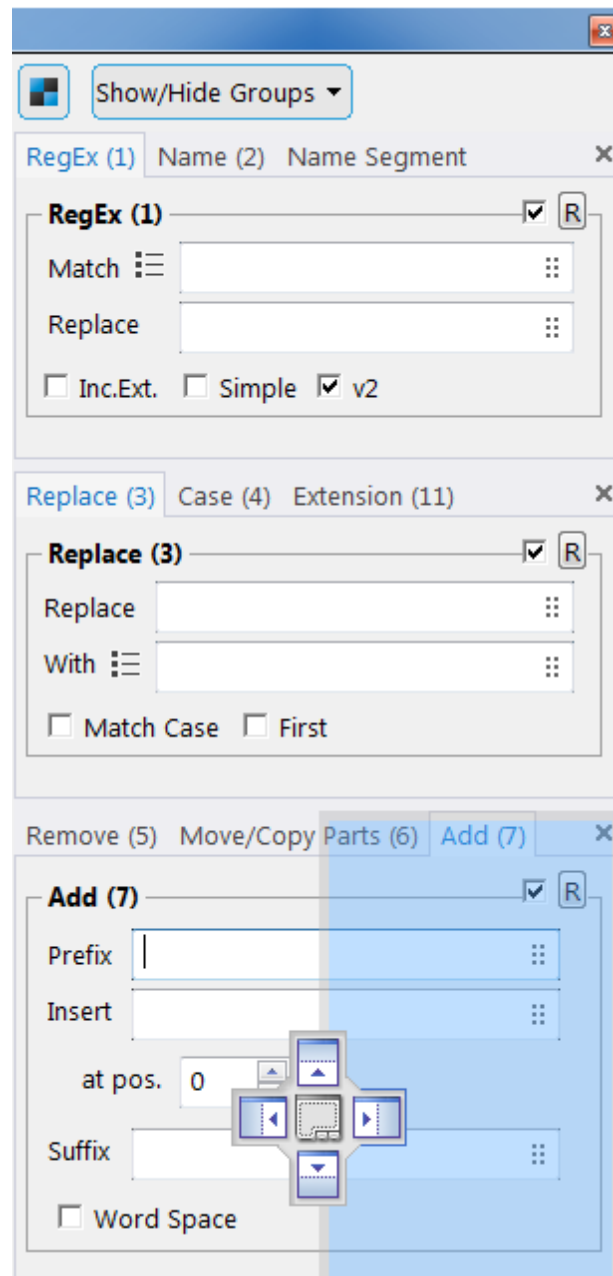 Show/Hide Groups
RegEx (1) Name (2) Name Segment
RegEx (1) R
Match
Replace
Inc.Ext. Simple v2
Replace (3) Case (4) Extension (11)
Replace (3) R
Replace
With
Match Case First
Remove (5) Move/Copy Parts (6) Add (7)
Add (7) R
Prefix
Insert
at pos. 0
Suffix
Word Space